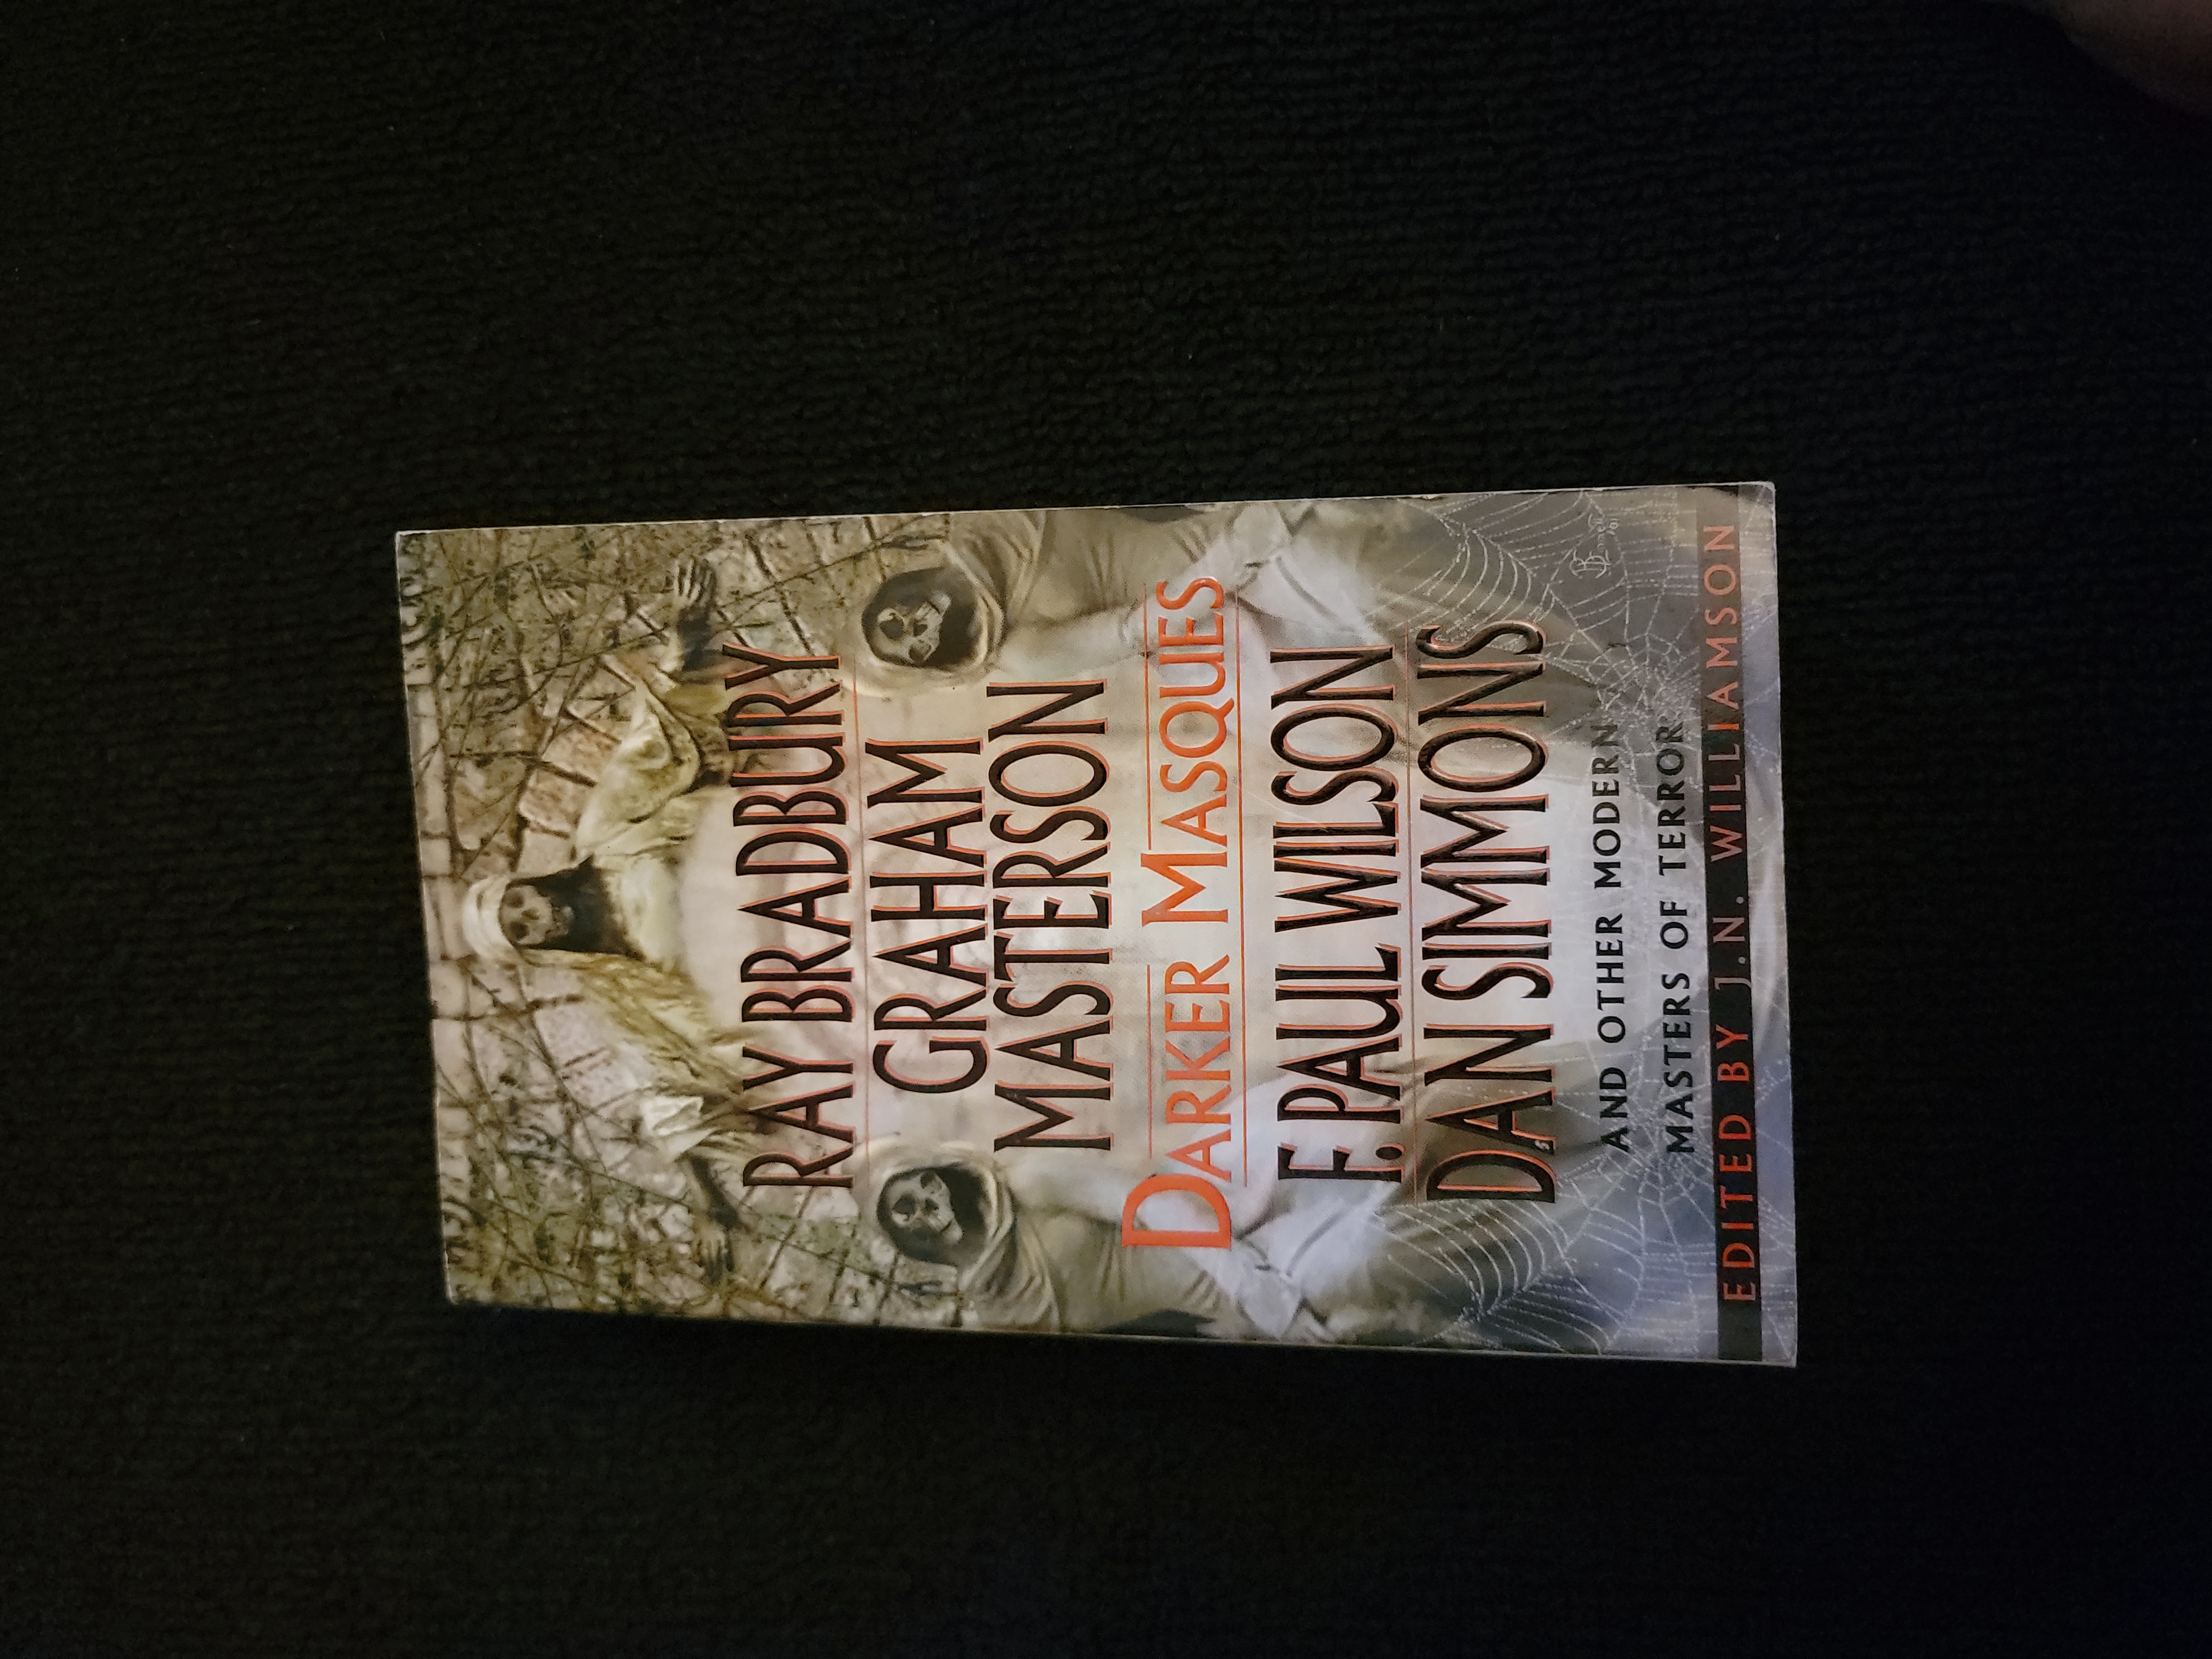 RAY BRADBURY
GRAHAM
MASTERSON
DARKER MASQUES
F. PAUL WILSON
DAN SIMMONS
AND OTHER MODERN
MASTERS OF TERROR
EDITED BY J.N. WILLIAMSON